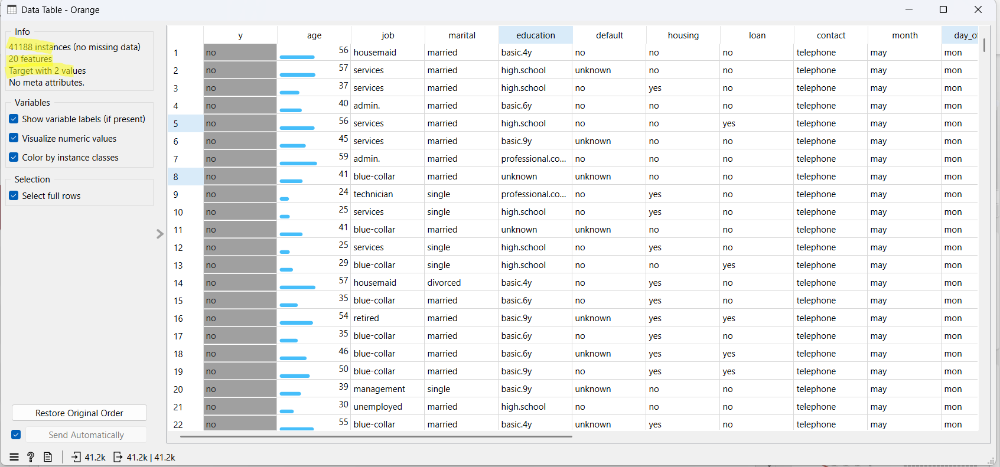 Data Table - Orange
Info
41188 instances (no missing data)
20 features
Target with 2 values
No meta attributes.
Variables
Show variable labels (if present)
Visualize numeric values
Color by instance classes
Selection
Select full rows
Restore Original Order
Send Automatically
y age job marital education default housing loan contact month day_of
1 no 56 housemaid married basic.4y no no no telephone may mon
2 no 57 services married high.school unknown no no telephone may mon
3 no 37 services married high.school no yes no telephone may mon
4 no 40 admin. married basic.6y no no no telephone may mon
5 no 56 services married high.school no no yes telephone may mon
6 no 45 services married basic.9y unknown no no telephone may mon
7 no 59 admin. married professional.co... no no no telephone may mon
8 no 41 blue-collar married unknown unknown no no telephone may mon
9 no 24 technician single professional.co... no yes no telephone may mon
10 no 25 services single high.school no yes no telephone may mon
11 no 41 blue-collar married unknown unknown no no telephone may mon
12 no 25 services single high.school no yes no telephone may mon
13 no 29 blue-collar single high.school no no yes telephone may mon
14 no 57 housemaid divorced basic.4y no yes no telephone may mon
15 no 35 blue-collar married basic.6y no yes no telephone may mon
16 no 54 retired married basic.9y unknown yes yes telephone may mon
17 no 35 blue-collar married basic.6y no yes no telephone may mon
18 no 46 blue-collar married basic.6y unknown yes yes telephone may mon
19 no 50 blue-collar married basic.9y no yes yes telephone may mon
20 no 39 management single basic.9y unknown no no telephone may mon
21 no 30 unemployed married high.school no no no telephone may mon
22 no 55 blue-collar married basic.4y unknown yes no telephone may mon
41.2k 41.2k | 41.2k